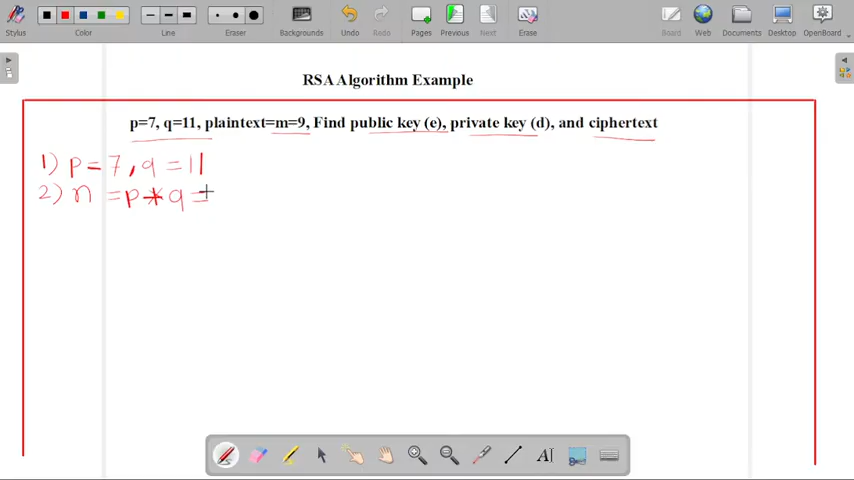 Stylus
Color
Line
Eraser
Backgrounds
Undo
Redo
Pages
Previous
Next
Erase
Board
Web
Documents
Desktop
OpenBoard
RSA Algorithm Example
p=7, q=11, plaintext=m=9, Find public key (e), private key (d), and ciphertext
1) p = 7, q = 11
2) n = p * q =
A